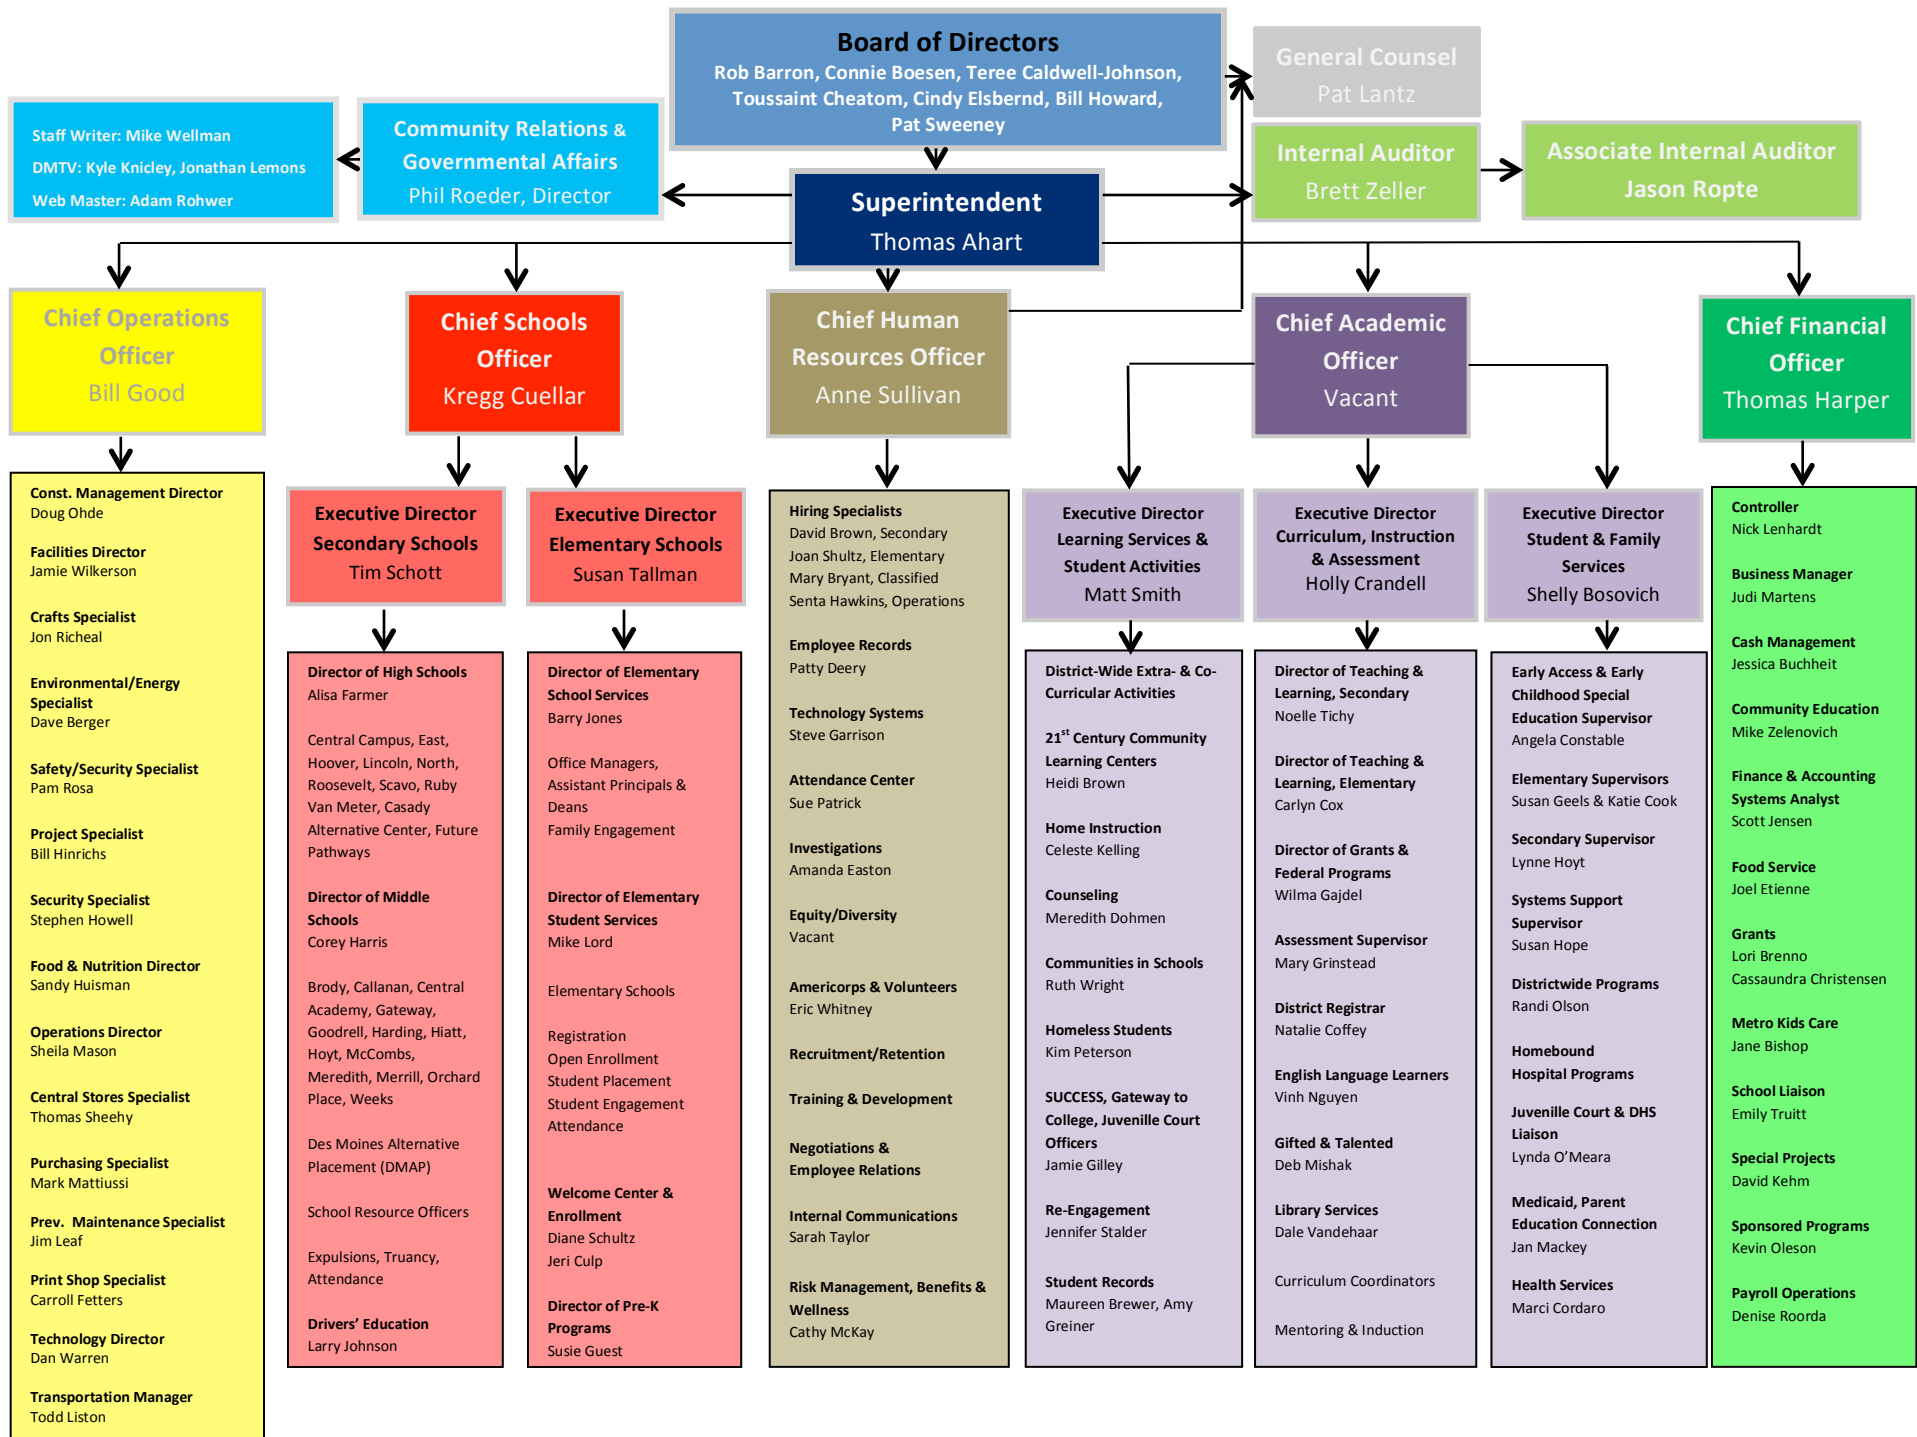 Board of Directors
Rob Barron, Connie Boesen, Teree Caldwell-Johnson,
Toussaint Cheatom, Cindy Elsbernd, Bill Howard,
Pat Sweeney
General Counsel
Pat Lantz
Staff Writer: Mike Wellman
DMTV: Kyle Knicley, Jonathan Lemons
Web Master: Adam Rohwer
Community Relations &
Governmental Affairs
Phil Roeder, Director
Superintendent
Thomas Ahart
Internal Auditor
Brett Zeller
Associate Internal Auditor
Jason Ropte
Chief Operations
Officer
Bill Good
Chief Schools
Officer
Kregg Cuellar
Chief Human
Resources Officer
Anne Sullivan
Chief Academic
Officer
Vacant
Chief Financial
Officer
Thomas Harper
Const. Management Director
Doug Ohde
Facilities Director
Jamie Wilkerson
Crafts Specialist
Jon Richeal
Environmental/Energy
Specialist
Dave Berger
Safety/Security Specialist
Pam Rosa
Project Specialist
Bill Hinrichs
Security Specialist
Stephen Howell
Food & Nutrition Director
Sandy Huisman
Operations Director
Sheila Mason
Central Stores Specialist
Thomas Sheehy
Purchasing Specialist
Mark Mattiussi
Prev. Maintenance Specialist
Jim Leaf
Print Shop Specialist
Carroll Fetters
Technology Director
Dan Warren
Transportation Manager
Todd Liston
Executive Director
Secondary Schools
Tim Schott
Director of High Schools
Alisa Farmer
Central Campus, East,
Hoover, Lincoln, North,
Roosevelt, Scavo, Ruby
Van Meter, Casady
Alternative Center, Future
Pathways
Director of Middle
Schools
Corey Harris
Brody, Callanan, Central
Academy, Gateway,
Goodrell, Harding, Hiatt,
Hoyt, McCombs,
Meredith, Merrill, Orchard
Place, Weeks
Des Moines Alternative
Placement (DMAP)
School Resource Officers
Expulsions, Truancy,
Attendance
Drivers' Education
Larry Johnson
Executive Director
Elementary Schools
Susan Tallman
Director of Elementary
School Services
Barry Jones
Office Managers,
Assistant Principals &
Deans
Family Engagement
Director of Elementary
Student Services
Mike Lord
Elementary Schools
Registration
Open Enrollment
Student Placement
Student Engagement
Attendance
Welcome Center &
Enrollment
Diane Schultz
Jeri Culp
Director of Pre-K
Programs
Susie Guest
Hiring Specialists
David Brown, Secondary
Joan Shultz, Elementary
Mary Bryant, Classified
Senta Hawkins, Operations
Employee Records
Patty Deery
Technology Systems
Steve Garrison
Attendance Center
Sue Patrick
Investigations
Amanda Easton
Equity/Diversity
Vacant
Americorps & Volunteers
Eric Whitney
Recruitment/Retention
Training & Development
Negotiations &
Employee Relations
Internal Communications
Sarah Taylor
Risk Management, Benefits &
Wellness
Cathy McKay
Executive Director
Learning Services &
Student Activities
Matt Smith
District-Wide Extra- & Co-
Curricular Activities
21st Century Community
Learning Centers
Heidi Brown
Home Instruction
Celeste Kelling
Counseling
Meredith Dohmen
Communities in Schools
Ruth Wright
Homeless Students
Kim Peterson
SUCCESS, Gateway to
College, Juvenille Court
Officers
Jamie Gilley
Re-Engagement
Jennifer Stalder
Student Records
Maureen Brewer, Amy
Greiner
Executive Director
Curriculum, Instruction
& Assessment
Holly Crandell
Director of Teaching &
Learning, Secondary
Noelle Tichy
Director of Teaching &
Learning, Elementary
Carlyn Cox
Director of Grants &
Federal Programs
Wilma Gajdel
Assessment Supervisor
Mary Grinstead
District Registrar
Natalie Coffey
English Language Learners
Vinh Nguyen
Gifted & Talented
Deb Mishak
Library Services
Dale Vandehaar
Curriculum Coordinators
Mentoring & Induction
Executive Director
Student & Family
Services
Shelly Bosovich
Early Access & Early
Childhood Special
Education Supervisor
Angela Constable
Elementary Supervisors
Susan Geels & Katie Cook
Secondary Supervisor
Lynne Hoyt
Systems Support
Supervisor
Susan Hope
Districtwide Programs
Randi Olson
Homebound
Hospital Programs
Juvenille Court & DHS
Liaison
Lynda O'Meara
Medicaid, Parent
Education Connection
Jan Mackey
Health Services
Marci Cordaro
Controller
Nick Lenhardt
Business Manager
Judi Martens
Cash Management
Jessica Buchheit
Community Education
Mike Zelenovich
Finance & Accounting
Systems Analyst
Scott Jensen
Food Service
Joel Etienne
Grants
Lori Brenno
Cassaundra Christensen
Metro Kids Care
Jane Bishop
School Liaison
Emily Truitt
Special Projects
David Kehm
Sponsored Programs
Kevin Oleson
Payroll Operations
Denise Roorda